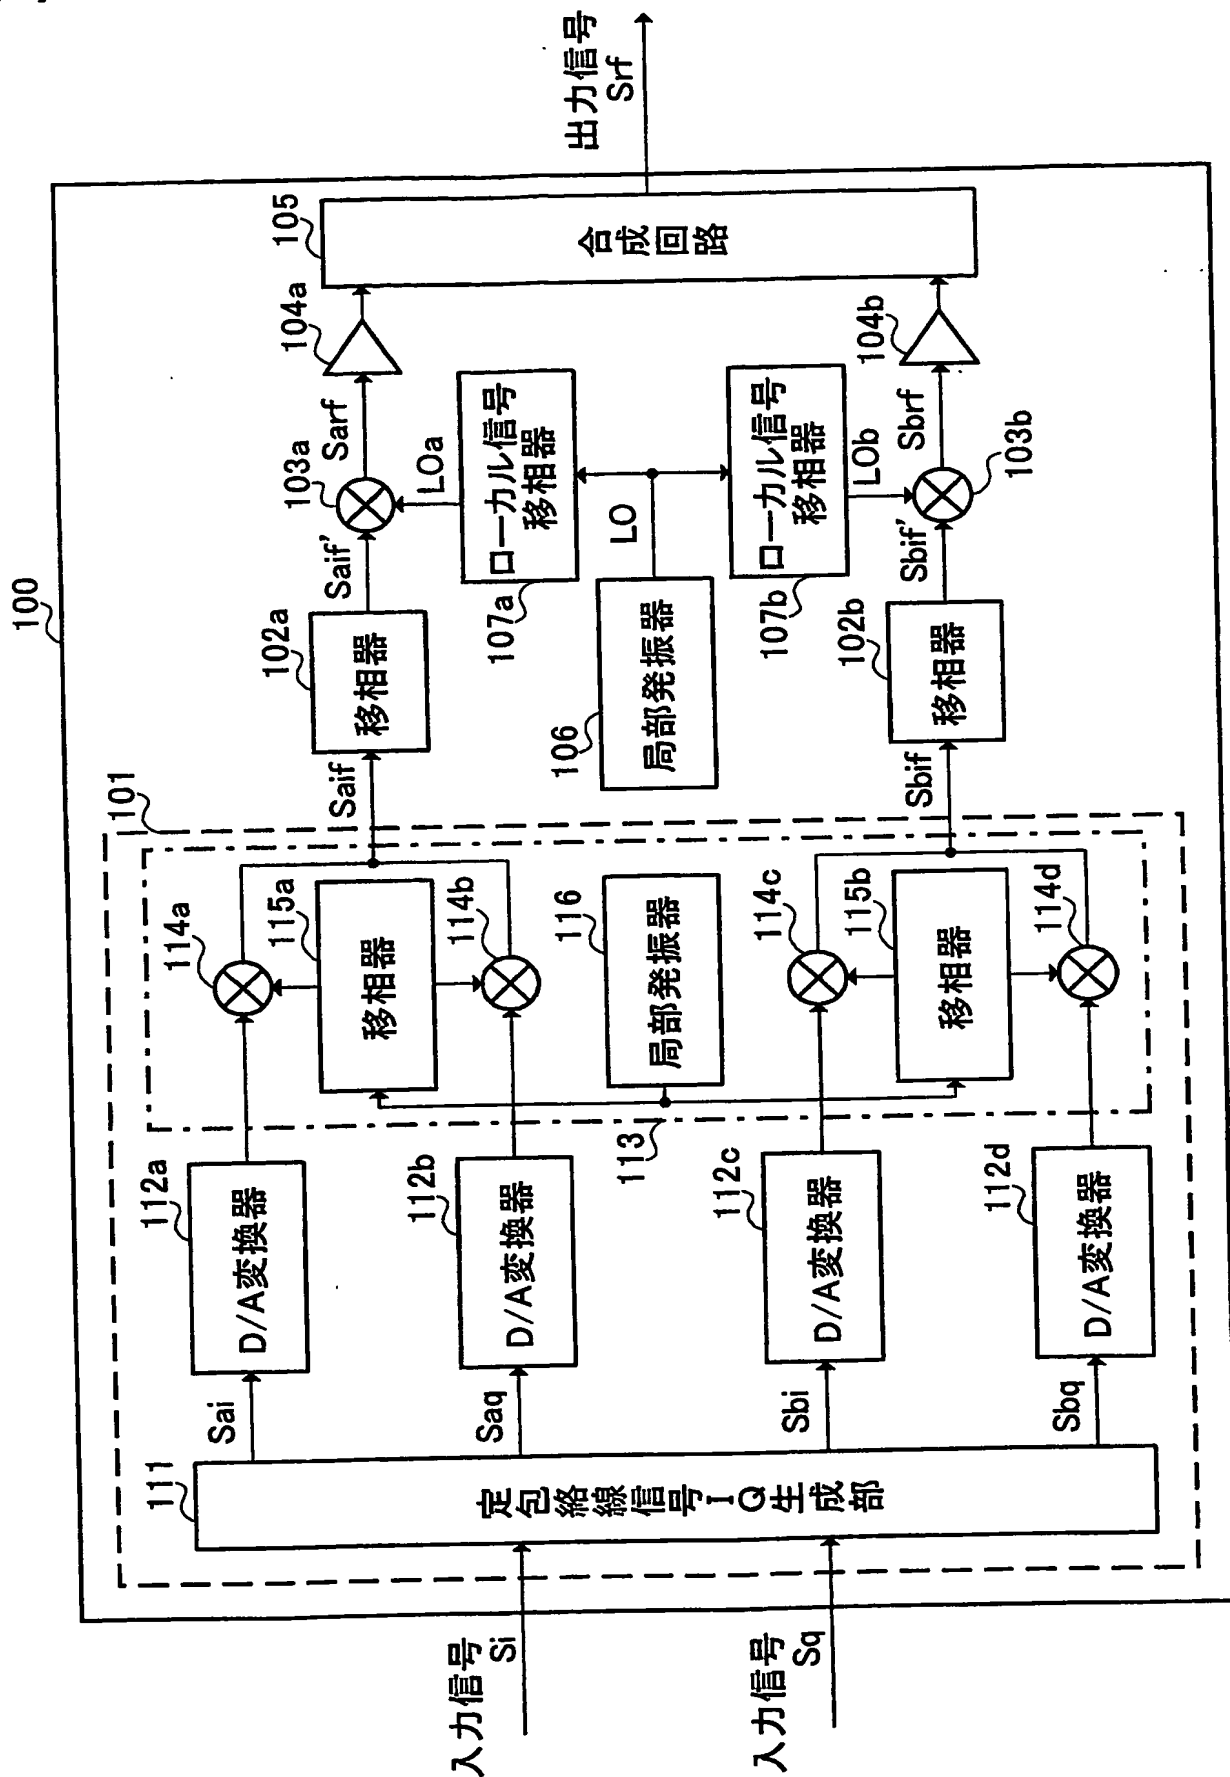 100
入力信号
Si
入力信号
Sq
101
111
定包絡線信号IQ生成部
Sai
Saq
Sbi
Sbq
112a
D/A変換器
112b
D/A変換器
112c
D/A変換器
112d
D/A変換器
113
114a
115a
移相器
114b
116
局部発振器
114c
115b
移相器
114d
Saif
Sbif
102a
移相器
102b
移相器
106
局部発振器
LO
Saif'
Sbif'
107a
ローカル信号
移相器
107b
ローカル信号
移相器
LOa
LOb
103a
103b
Sarf
Sbrf
104a
104b
105
合成回路
出力信号
Srf